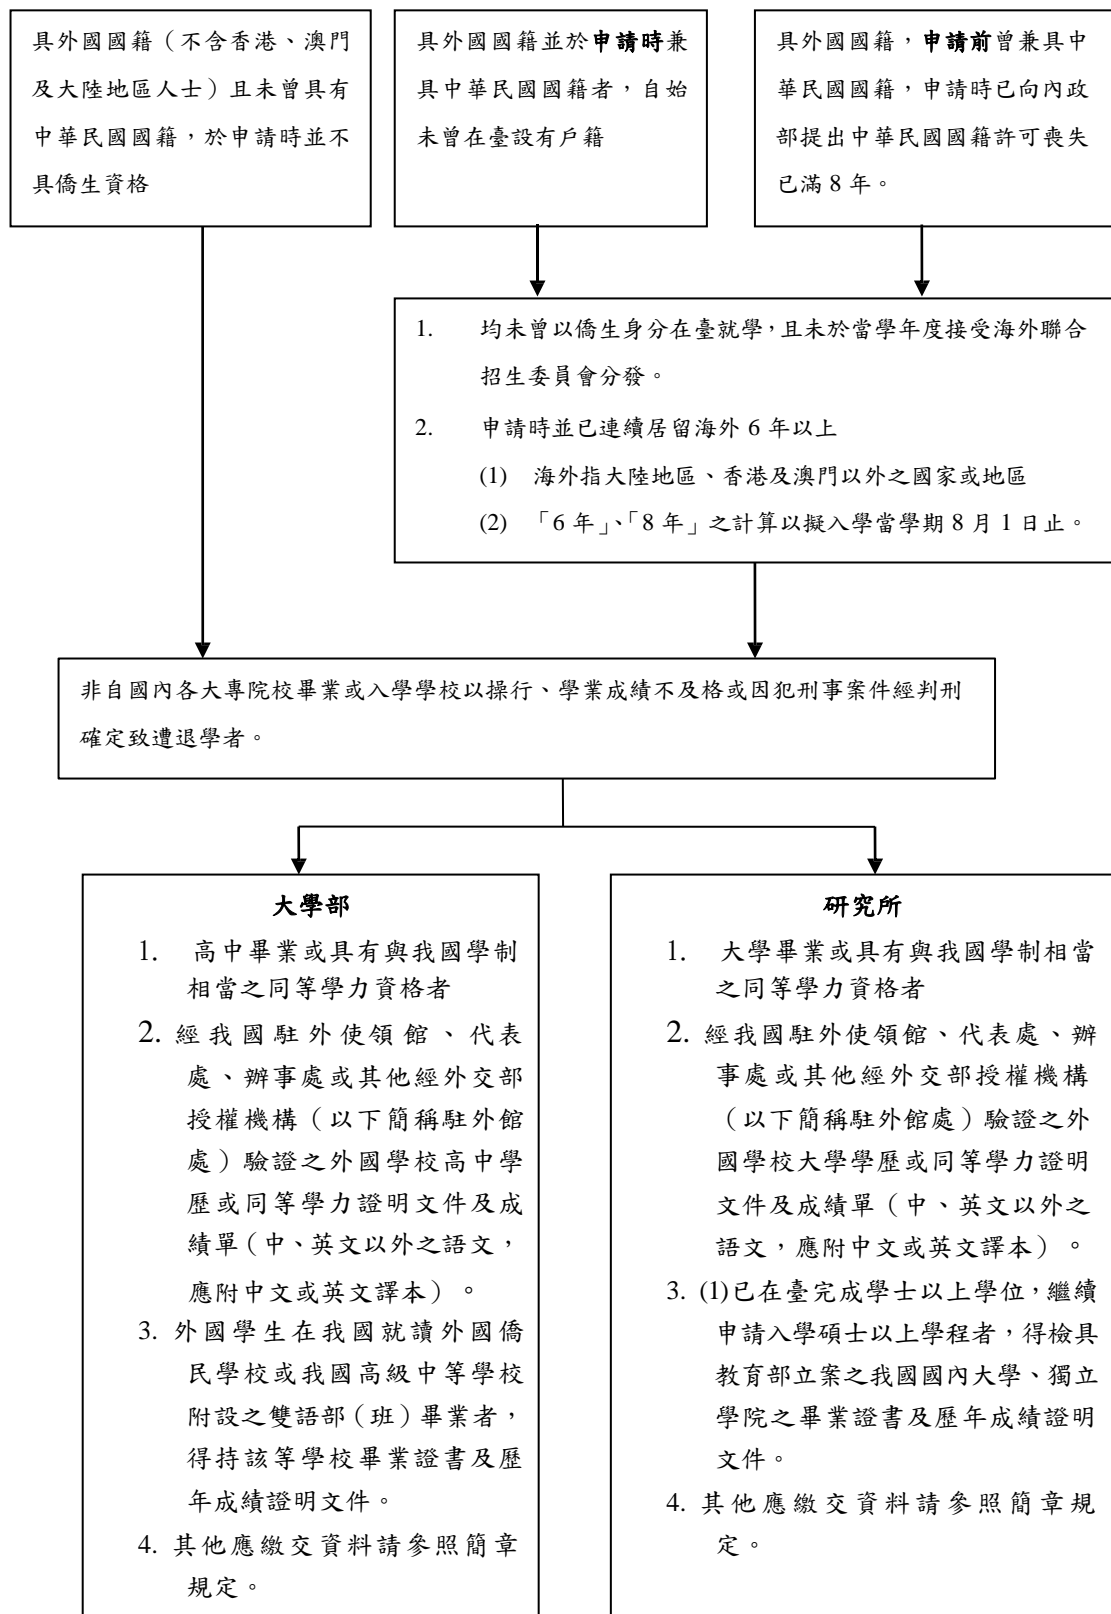 具外國國籍（不含香港、澳門
及大陸地區人士）且未曾具有
中華民國國籍，於申請時並不
具僑生資格
具外國國籍並於申請時兼
具中華民國國籍者，自始
未曾在臺設有戶籍
具外國國籍，申請前曾兼具中
華民國國籍，申請時已向內政
部提出中華民國國籍許可喪失
已滿 8 年。
1. 均未曾以僑生身分在臺就學，且未於當學年度接受海外聯合
招生委員會分發。
2. 申請時並已連續居留海外 6 年以上
(1) 海外指大陸地區、香港及澳門以外之國家或地區
(2) 「6 年」、「8 年」之計算以擬入學當學期 8 月 1 日止。
非自國內各大專院校畢業或入學學校以操行、學業成績不及格或因犯刑事案件經判刑
確定致遭退學者。
大學部
1. 高中畢業或具有與我國學制
相當之同等學力資格者
2. 經我國駐外使領館、代表
處、辦事處或其他經外交部
授權機構（以下簡稱駐外館
處）驗證之外國學校高中學
歷或同等學力證明文件及成
績單（中、英文以外之語文，
應附中文或英文譯本）。
3. 外國學生在我國就讀外國僑
民學校或我國高級中等學校
附設之雙語部（班）畢業者，
得持該等學校畢業證書及歷
年成績證明文件。
4. 其他應繳交資料請參照簡章
規定。
研究所
1. 大學畢業或具有與我國學制相當
之同等學力資格者
2. 經我國駐外使領館、代表處、辦
事處或其他經外交部授權機構
（以下簡稱駐外館處）驗證之外
國學校大學學歷或同等學力證明
文件及成績單（中、英文以外之
語文，應附中文或英文譯本）。
3. (1)已在臺完成學士以上學位，繼續
申請入學碩士以上學程者，得檢具
教育部立案之我國國內大學、獨立
學院之畢業證書及歷年成績證明
文件。
4. 其他應繳交資料請參照簡章規
定。